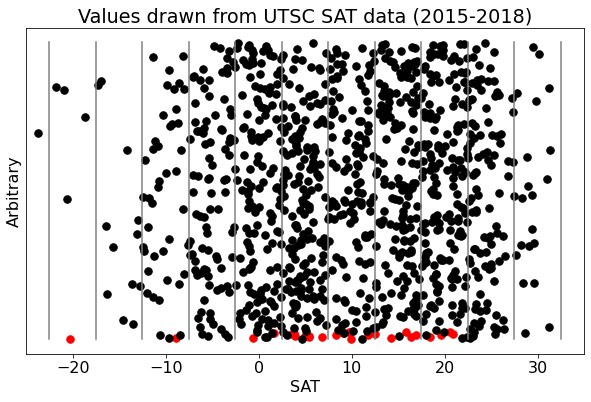 Values drawn from UTSC SAT data (2015-2018)
Arbitrary
−20 −10 0 10 20 30
SAT